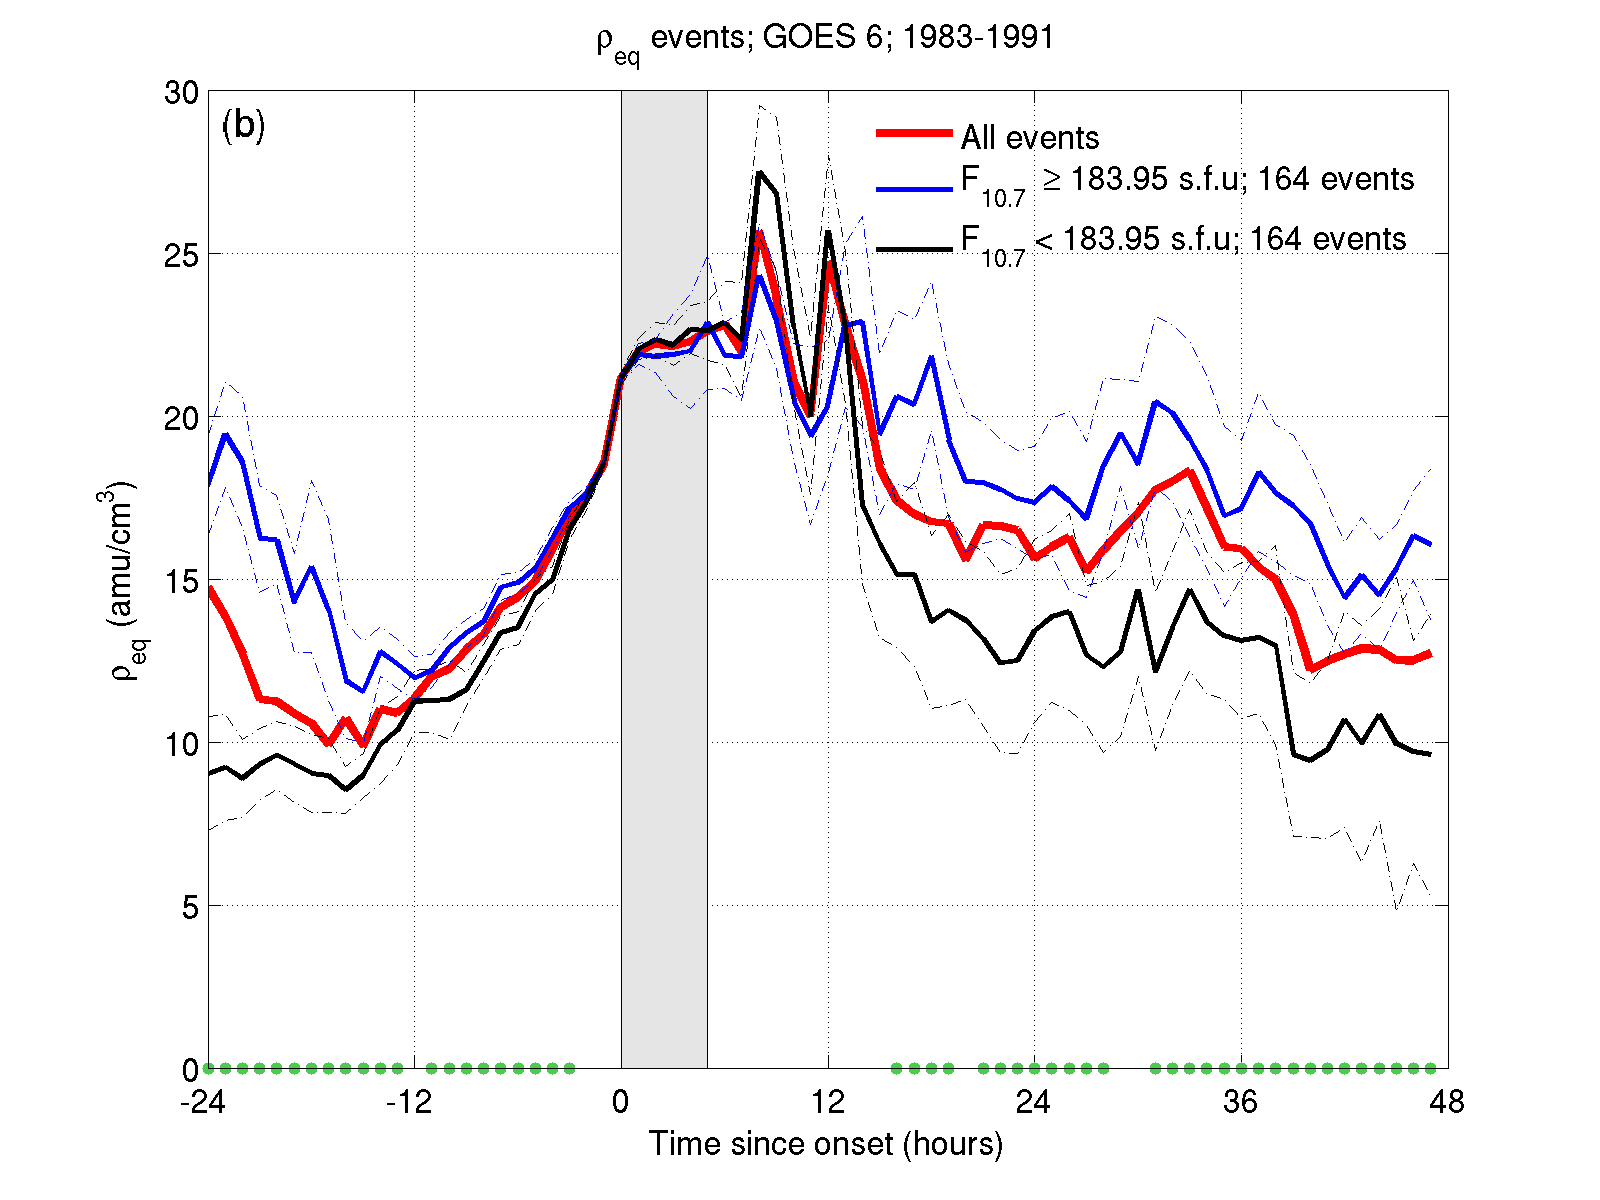 ρeq events; GOES 6; 1983-1991
(b)
All events
F10.7 ≥ 183.95 s.f.u; 164 events
F10.7 < 183.95 s.f.u; 164 events
ρeq (amu/cm3)
30
25
20
15
10
5
0
-24 -12 0 12 24 36 48
Time since onset (hours)